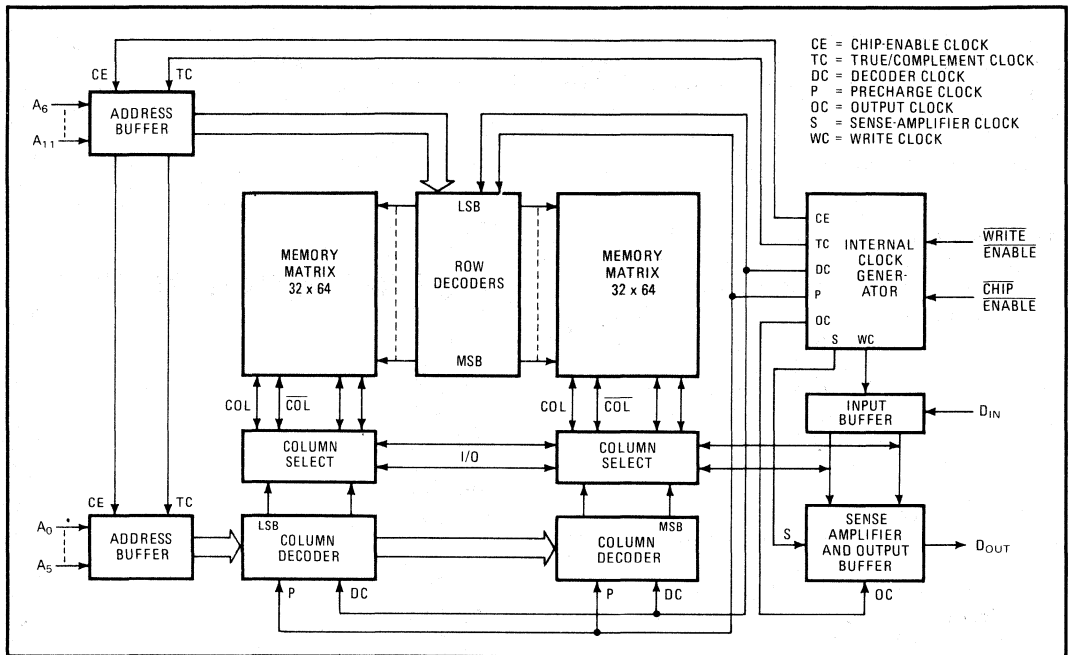 CE = CHIP-ENABLE CLOCK
TC = TRUE/COMPLEMENT CLOCK
DC = DECODER CLOCK
P = PRECHARGE CLOCK
OC = OUTPUT CLOCK
S = SENSE-AMPLIFIER CLOCK
WC = WRITE CLOCK
CE TC
A6
A11
ADDRESS
BUFFER
MEMORY
MATRIX
32 x 64
LSB
ROW
DECODERS
MSB
MEMORY
MATRIX
32 x 64
CE
TC
DC
P
OC
S WC
INTERNAL
CLOCK
GENER-
ATOR
WRITE
ENABLE
CHIP
ENABLE
COL COL
COL COL
INPUT
BUFFER
DIN
COLUMN
SELECT
I/O
COLUMN
SELECT
CE TC
A0
A5
ADDRESS
BUFFER
LSB
COLUMN
DECODER
P DC
MSB
COLUMN
DECODER
P DC
S
SENSE
AMPLIFIER
AND OUTPUT
BUFFER
DOUT
OC